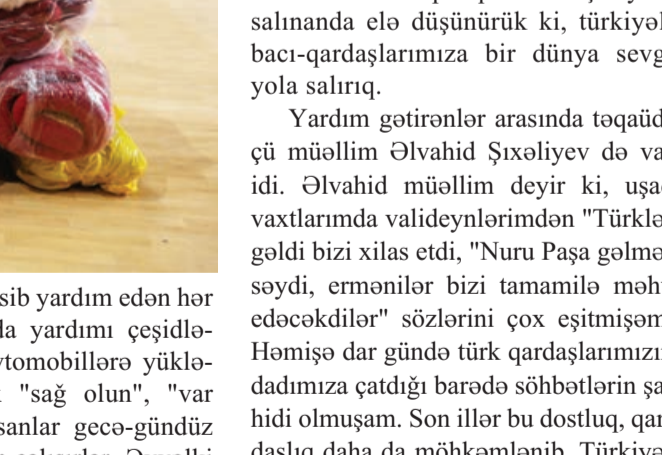 sib yardım edən hər
da yardımı çeşidlə-
vtomobillərə yüklə-
"sağ olun", "var
sanlar gecə-gündüz
salınanda elə düşünürük ki, türkiyəl
bacı-qardaşlarımıza bir dünya sevg
yola salırıq.
Yardım gətirənlər arasında təqaüd
çü müəllim Əlvahid Şıxəliyev də va
idi. Əlvahid müəllim deyir ki, uşa
vaxtlarımda valideynlərimdən "Türklə
gəldi bizi xilas etdi, "Nuru Paşa gəlmə
səydi, ermənilər bizi tamamilə məh
edəcəkdilər" sözlərini çox eşitmişəm
Həmişə dar gündə türk qardaşlarımızı
dadımıza çatdığı barədə söhbətlərin şa
hidi olmuşam. Son illər bu dostluq, qar
daşlıq daha da möhkəmlənib. Türkiyə